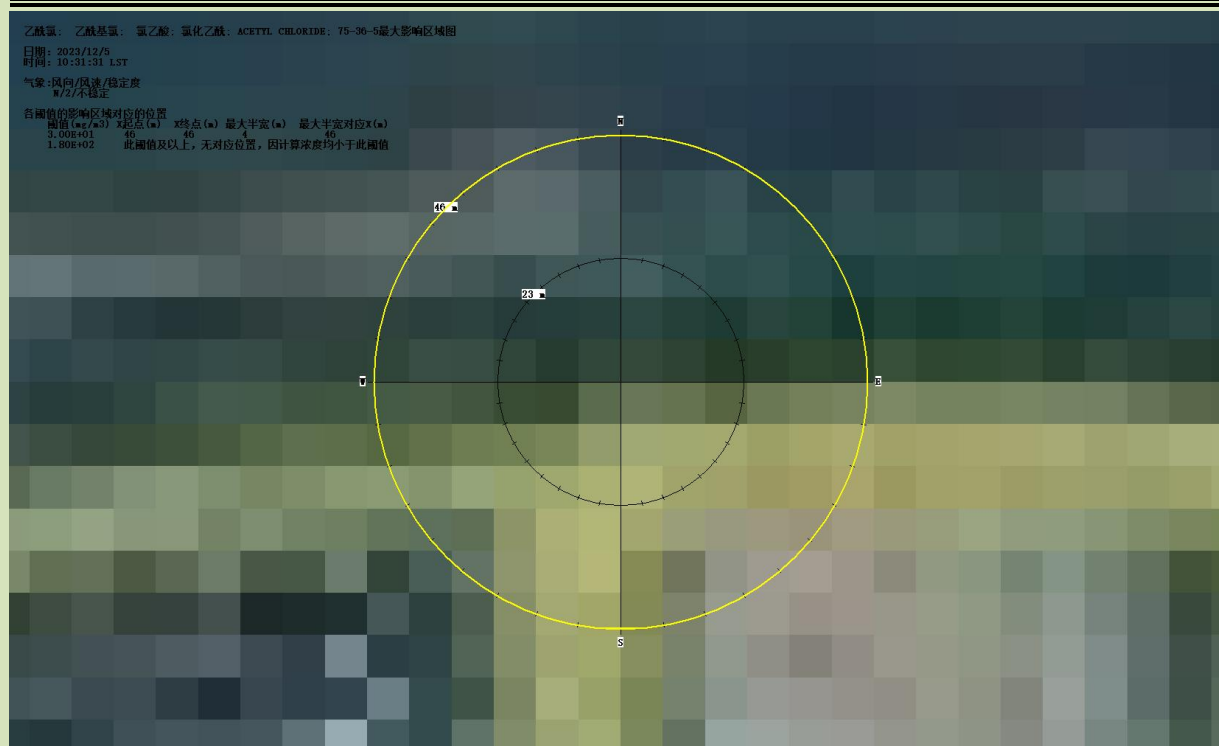 乙酰氯; 乙酰基氯; 氯乙酸; 氯化乙酰; ACETYL CHLORIDE; 75-36-5最大影响区域图
日期: 2023/12/5
时间: 10:31:31 LST
气象:风向/风速/稳定度
N/2/不稳定
各阈值的影响区域对应的位置
阈值(mg/m3) X起点(m) X终点(m) 最大半宽(m) 最大半宽对应X(m)
3.00E+01 46 46 4 46
1.80E+02 此阈值及以上，无对应位置，因计算浓度均小于此阈值
N
46 m
23 m
W
E
S